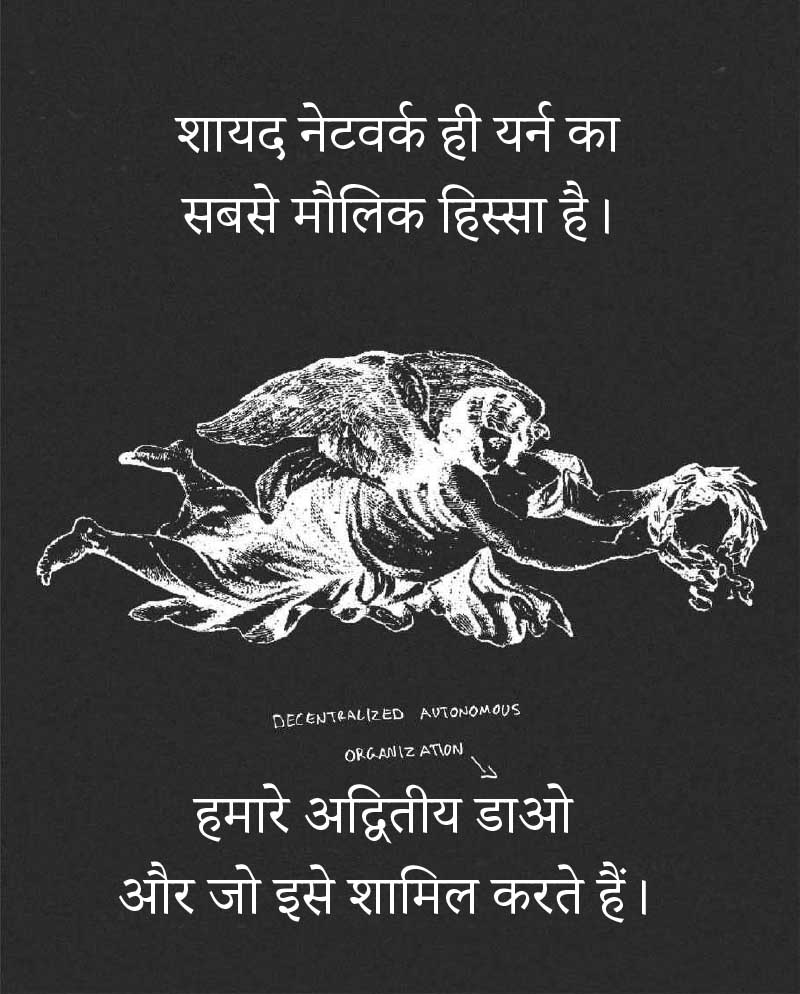 शायद नेटवर्क ही यर्न का
सबसे मौलिक हिस्सा है।
DECENTRALIZED AUTONOMOUS
ORGANIZATION
हमारे अद्वितीय डाओ
और जो इसे शामिल करते हैं।